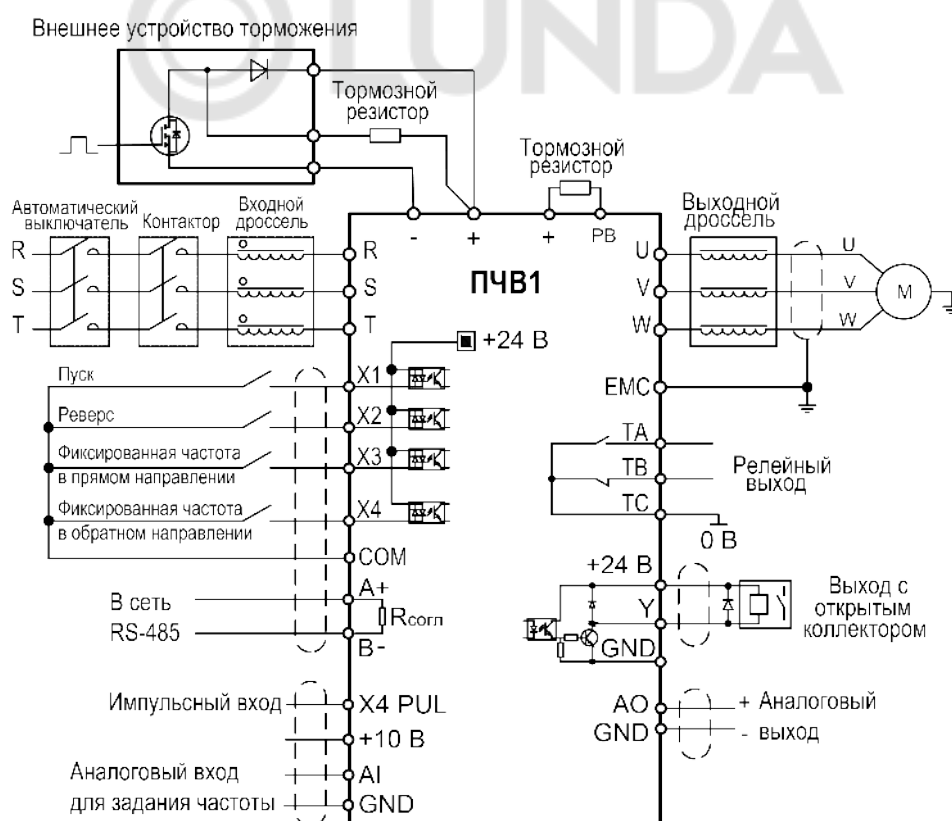 LUNDA
Внешнее устройство торможения
Тормозной
резистор
Тормозной
резистор
Автоматический
выключатель
Контактор
Входной
дроссель
Выходной
дроссель
- + + PB
R R
S S
T T
ПЧВ1
U U
V V
W W
M
+24 В
Пуск X1
Реверс X2
Фиксированная частота
в прямом направлении
X3
Фиксированная частота
в обратном направлении
X4
COM
EMC
TA
TB
TC
Релейный
выход
0 В
В сеть
RS-485
A+
Rсогл
B-
+24 В
Y
GND
Выход с
открытым
коллектором
Импульсный вход X4 PUL
+10 В
Аналоговый вход
для задания частоты
AI
GND
AO
GND
+ Аналоговый
- выход